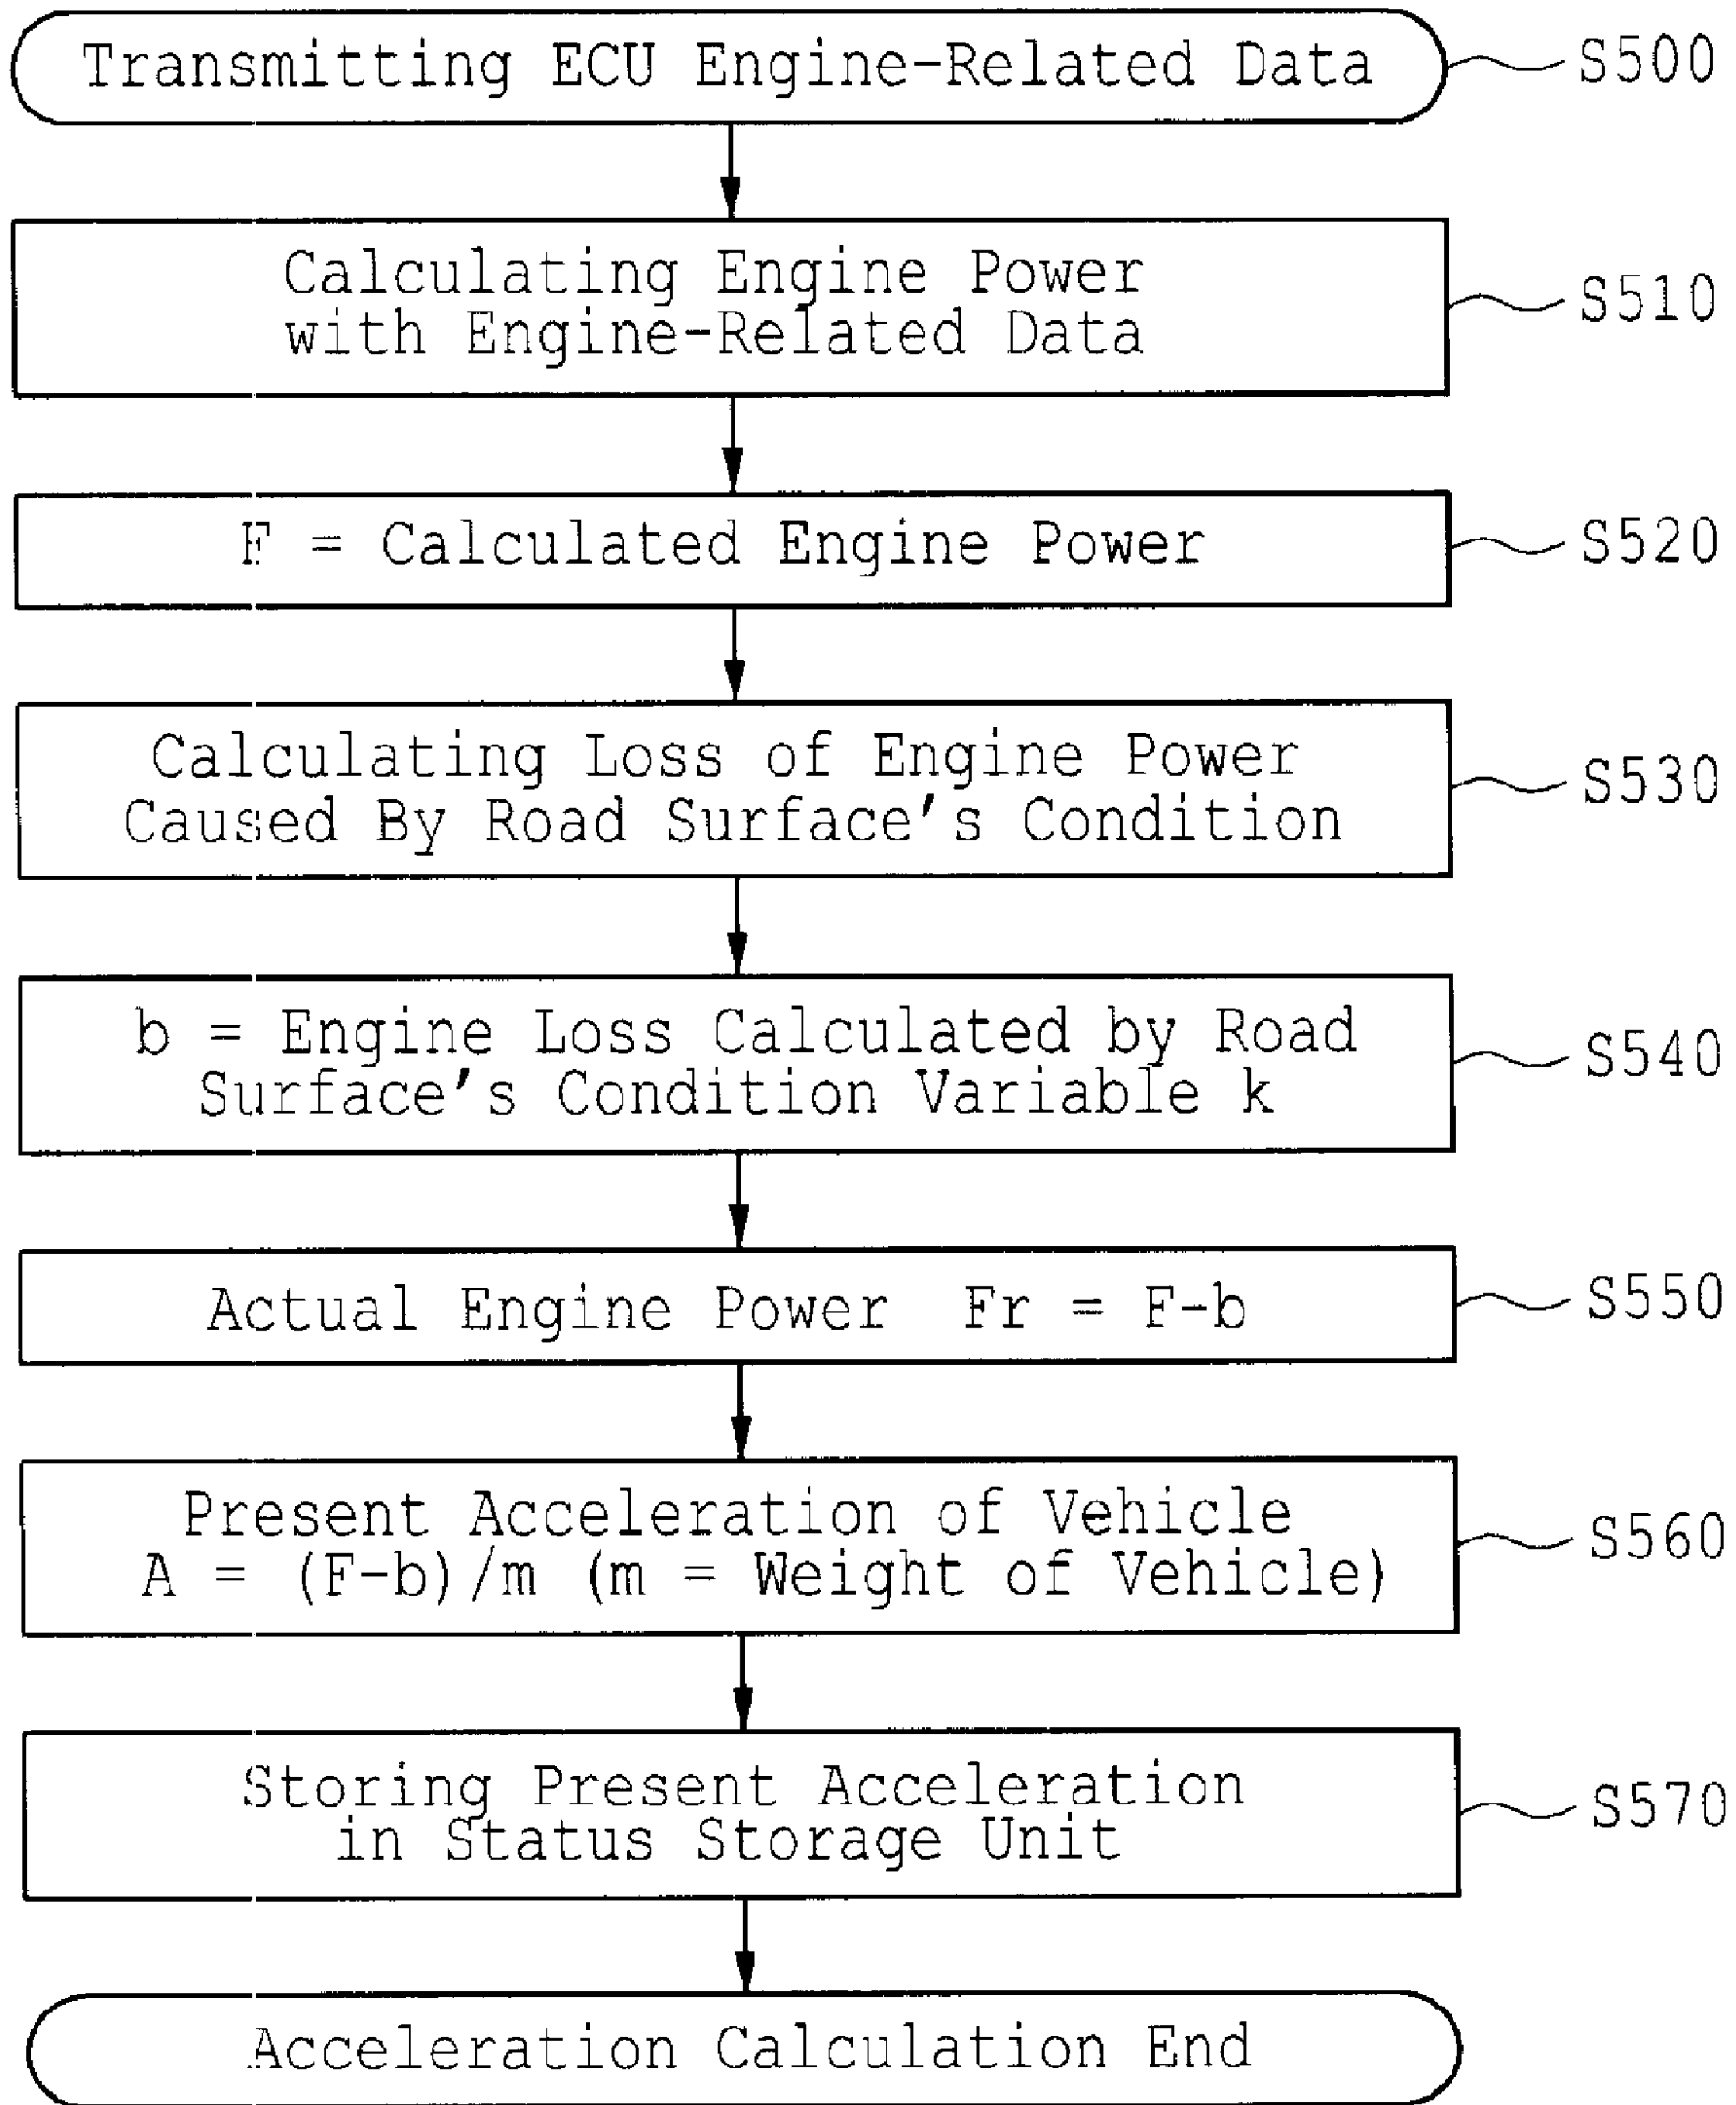 Transmitting ECU Engine-Related Data
S500
Calculating Engine Power
with Engine-Related Data
S510
F = Calculated Engine Power
S520
Calculating Loss of Engine Power
Caused By Road Surface's Condition
S530
b = Engine Loss Calculated by Road
Surface's Condition Variable k
S540
Actual Engine Power Fr = F-b
S550
Present Acceleration of Vehicle
A = (F-b)/m (m = Weight of Vehicle)
S560
Storing Present Acceleration
in Status Storage Unit
S570
Acceleration Calculation End